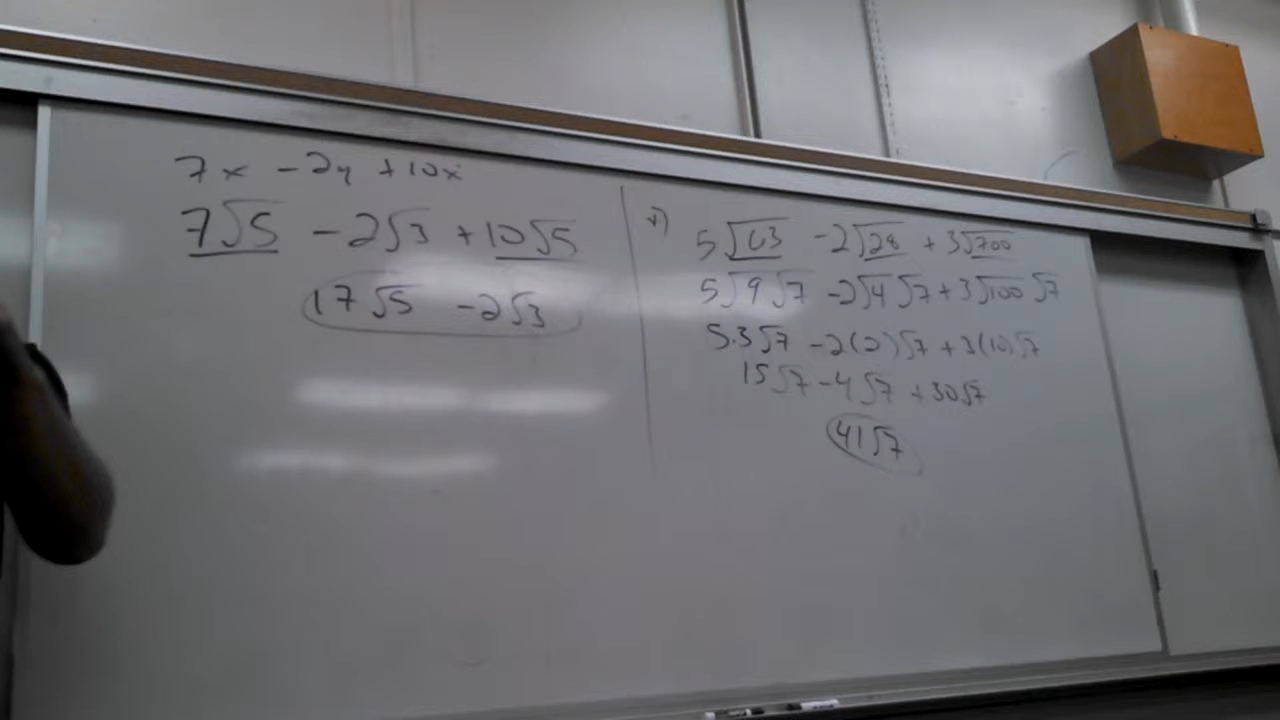 7x - 2y + 10x
7√5 - 2√3 + 10√5
17√5 - 2√3
5√63 - 2√28 + 3√700
5√9√7 - 2√4√7 + 3√100√7
5·3√7 - 2(2)√7 + 3(10)√7
15√7 - 4√7 + 30√7
41√7